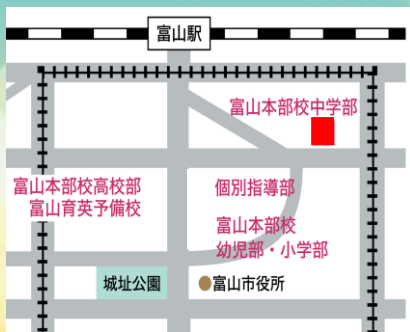 富山駅
富山本部校中学部
富山本部校高校部
富山育英予備校
個別指導部
富山本部校
幼児部・小学部
城址公園
富山市役所